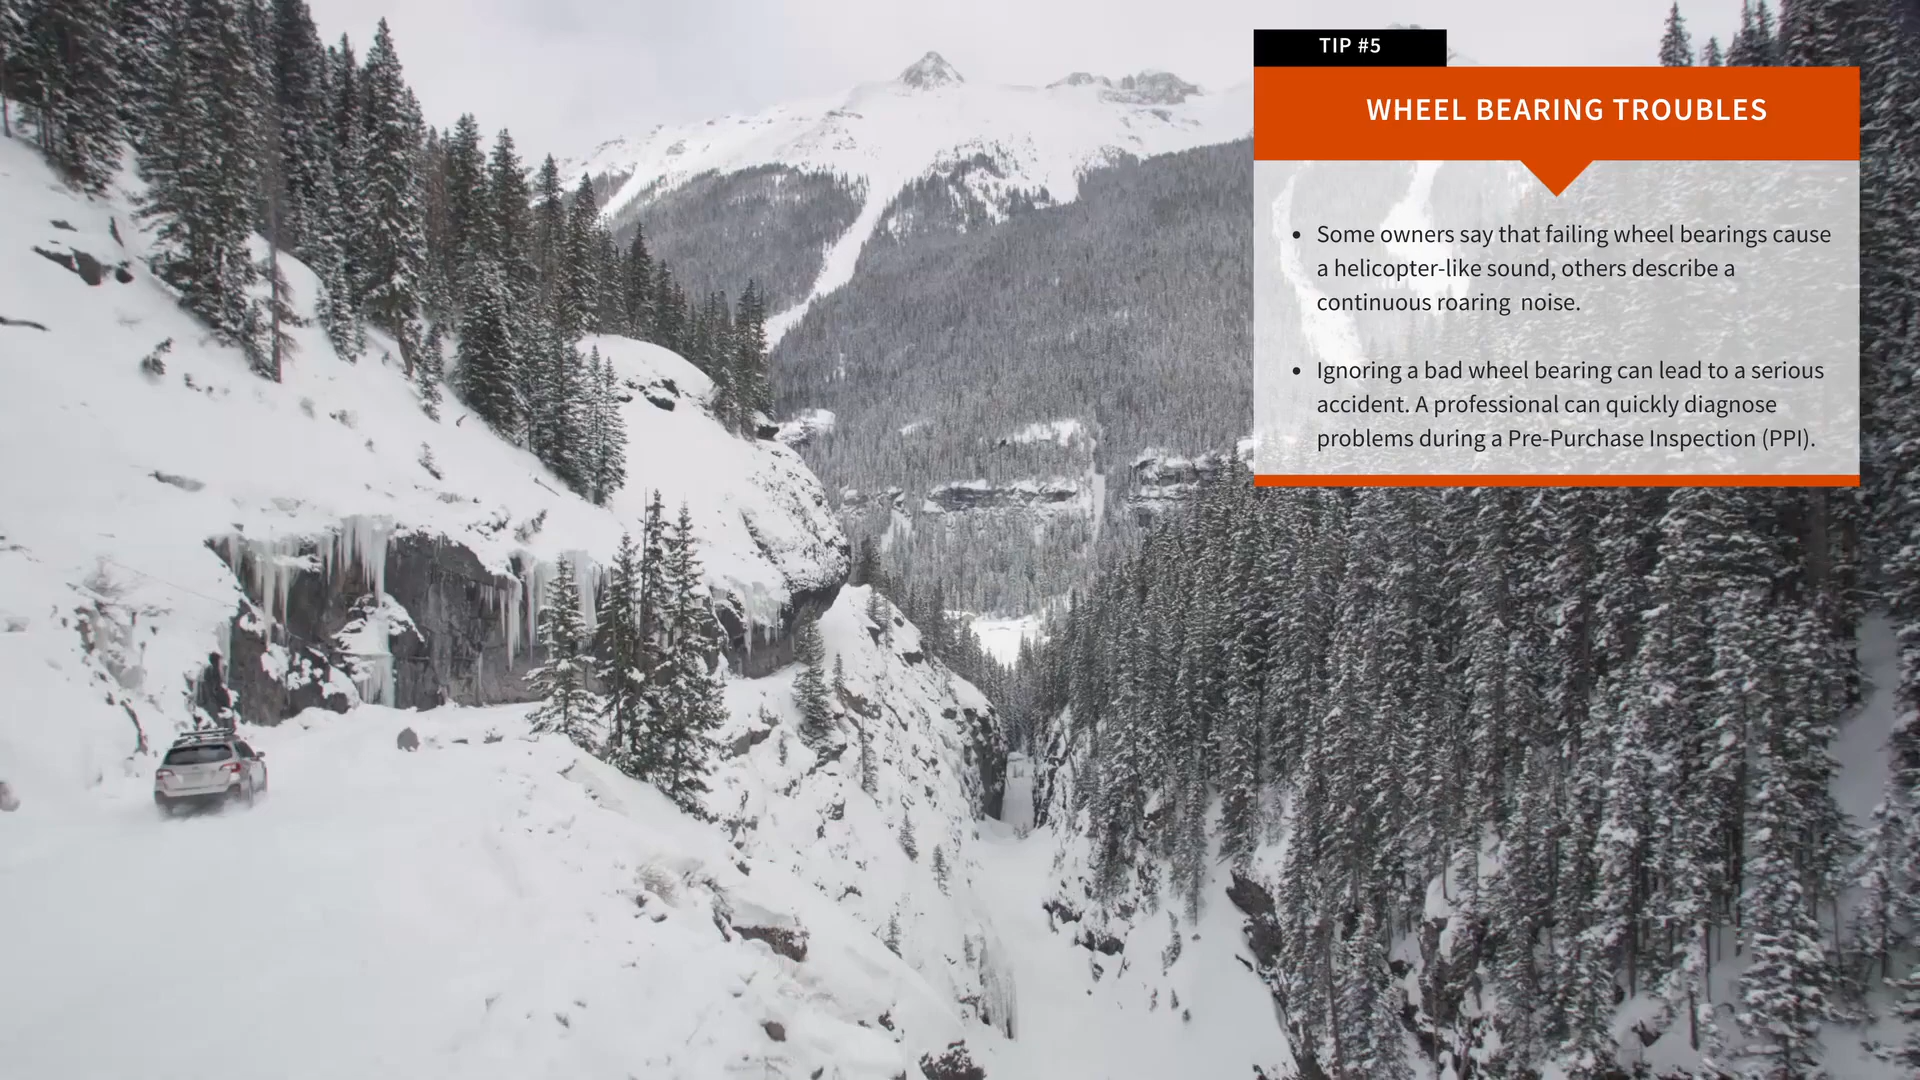 TIP #5
WHEEL BEARING TROUBLES
• Some owners say that failing wheel bearings cause
a helicopter-like sound, others describe a
continuous roaring  noise.
• Ignoring a bad wheel bearing can lead to a serious
accident. A professional can quickly diagnose
problems during a Pre-Purchase Inspection (PPI).